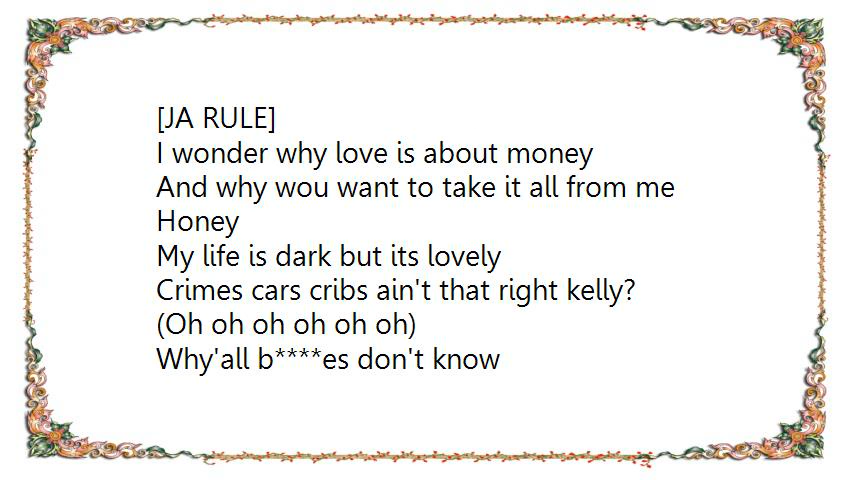 [JA RULE]
I wonder why love is about money
And why wou want to take it all from me
Honey
My life is dark but its lovely
Crimes cars cribs ain't that right kelly?
(Oh oh oh oh oh oh)
Why'all b****es don't know